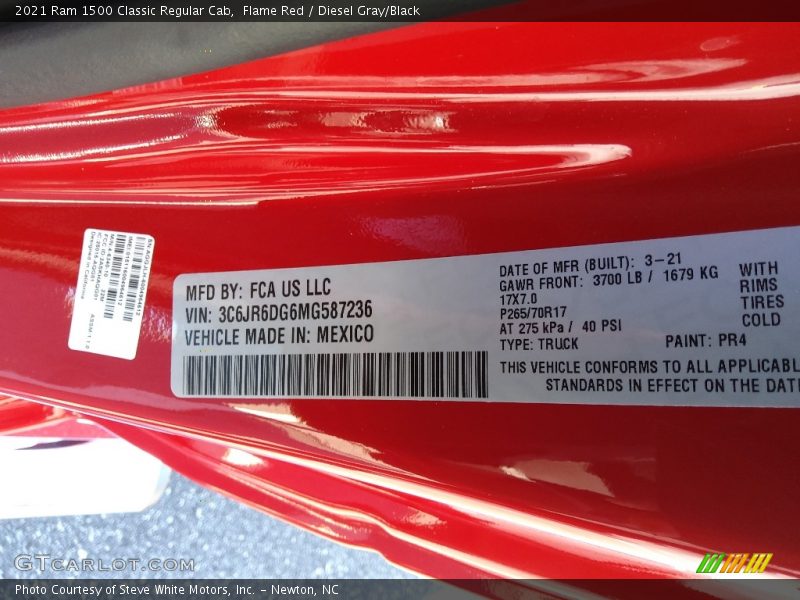 2021 Ram 1500 Classic Regular Cab, Flame Red / Diesel Gray/Black
MFD BY: FCA US LLC
VIN: 3C6JR6DG6MG587236
VEHICLE MADE IN: MEXICO
DATE OF MFR (BUILT): 3-21
GAWR FRONT: 3700 LB / 1679 KG
17X7.0
P265/70R17
AT 275 kPa / 40 PSI
TYPE: TRUCK
PAINT: PR4
WITH
RIMS
TIRES
COLD
THIS VEHICLE CONFORMS TO ALL APPLICABL
STANDARDS IN EFFECT ON THE DAT
Designed in California
GTCARLOT.COM
Photo Courtesy of Steve White Motors, Inc. - Newton, NC